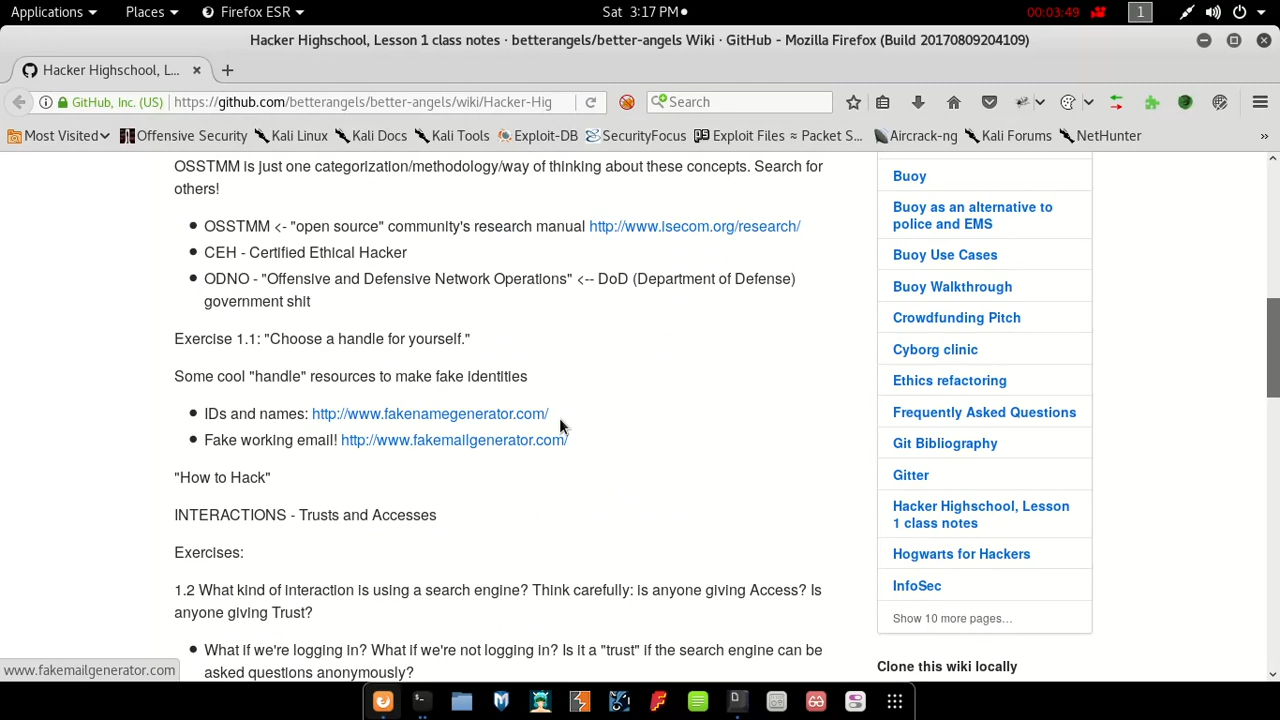 Applications Places Firefox ESR Sat 3:17 PM 00:03:49 1
Hacker Highschool, Lesson 1 class notes · betterangels/better-angels Wiki · GitHub - Mozilla Firefox (Build 20170809204109)
Hacker Highschool, L...
GitHub, Inc. (US) https://github.com/betterangels/better-angels/wiki/Hacker-Hig Search
Most Visited Offensive Security Kali Linux Kali Docs Kali Tools Exploit-DB SecurityFocus Exploit Files ≈ Packet S... Aircrack-ng Kali Forums NetHunter »
OSSTMM is just one categorization/methodology/way of thinking about these concepts. Search for
others!
• OSSTMM <- "open source" community's research manual http://www.isecom.org/research/
• CEH - Certified Ethical Hacker
• ODNO - "Offensive and Defensive Network Operations" <-- DoD (Department of Defense)
government shit
Exercise 1.1: "Choose a handle for yourself."
Some cool "handle" resources to make fake identities
• IDs and names: http://www.fakenamegenerator.com/
• Fake working email! http://www.fakemailgenerator.com/
"How to Hack"
INTERACTIONS - Trusts and Accesses
Exercises:
1.2 What kind of interaction is using a search engine? Think carefully: is anyone giving Access? Is
anyone giving Trust?
• What if we're logging in? What if we're not logging in? Is it a "trust" if the search engine can be
asked questions anonymously?
Buoy
Buoy as an alternative to
police and EMS
Buoy Use Cases
Buoy Walkthrough
Crowdfunding Pitch
Cyborg clinic
Ethics refactoring
Frequently Asked Questions
Git Bibliography
Gitter
Hacker Highschool, Lesson
1 class notes
Hogwarts for Hackers
InfoSec
Show 10 more pages…
Clone this wiki locally
www.fakemailgenerator.com